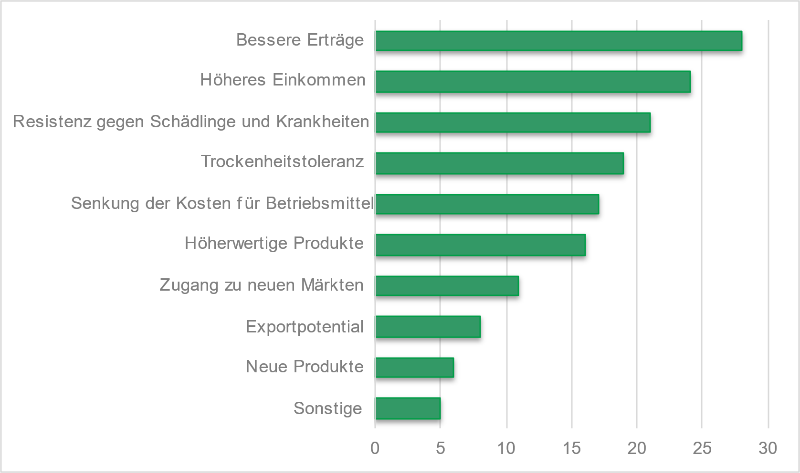 Bessere Erträge
Höheres Einkommen
Resistenz gegen Schädlinge und Krankheiten
Trockenheitstoleranz
Senkung der Kosten für Betriebsmittel
Höherwertige Produkte
Zugang zu neuen Märkten
Exportpotential
Neue Produkte
Sonstige
0 5 10 15 20 25 30